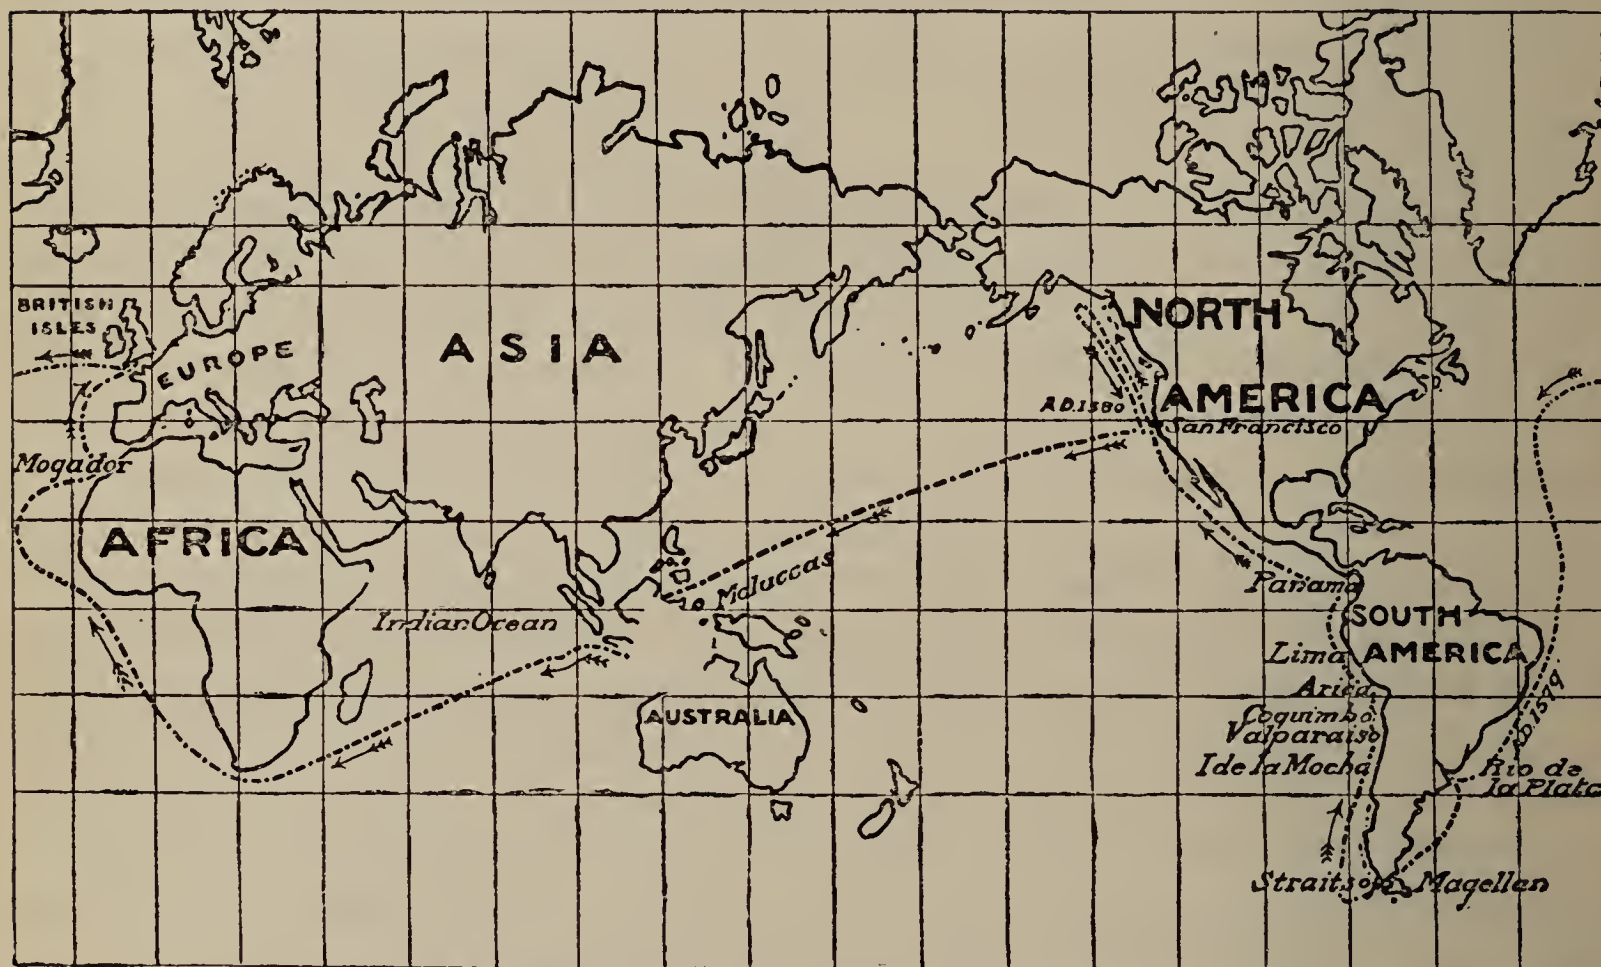 BRITISH
ISLES
EUROPE
ASIA
NORTH
AMERICA
A.D. 1580
San Francisco
Mogador
AFRICA
Moluccas
Panama
Indian Ocean
SOUTH
AMERICA
Lima
Arica
Coquimbo
Valparaiso
I de la Mocha
AUSTRALIA
A.D. 1579
Rio de
la Plata
Straits of Magellan